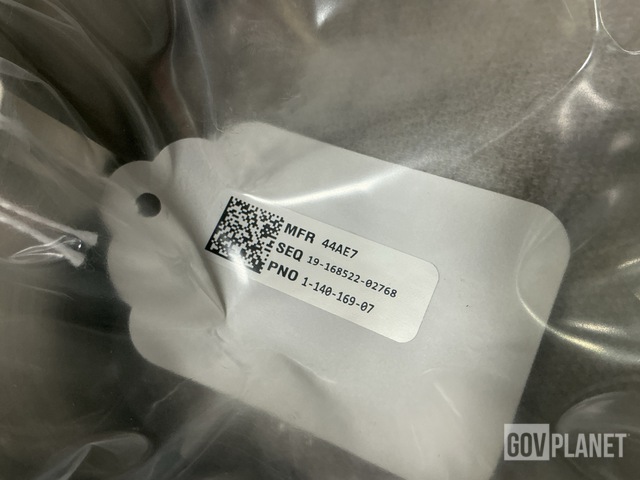 MFR 44AE7
SEQ 19-168522-02768
PNO 1-140-169-07
GOVPLANET